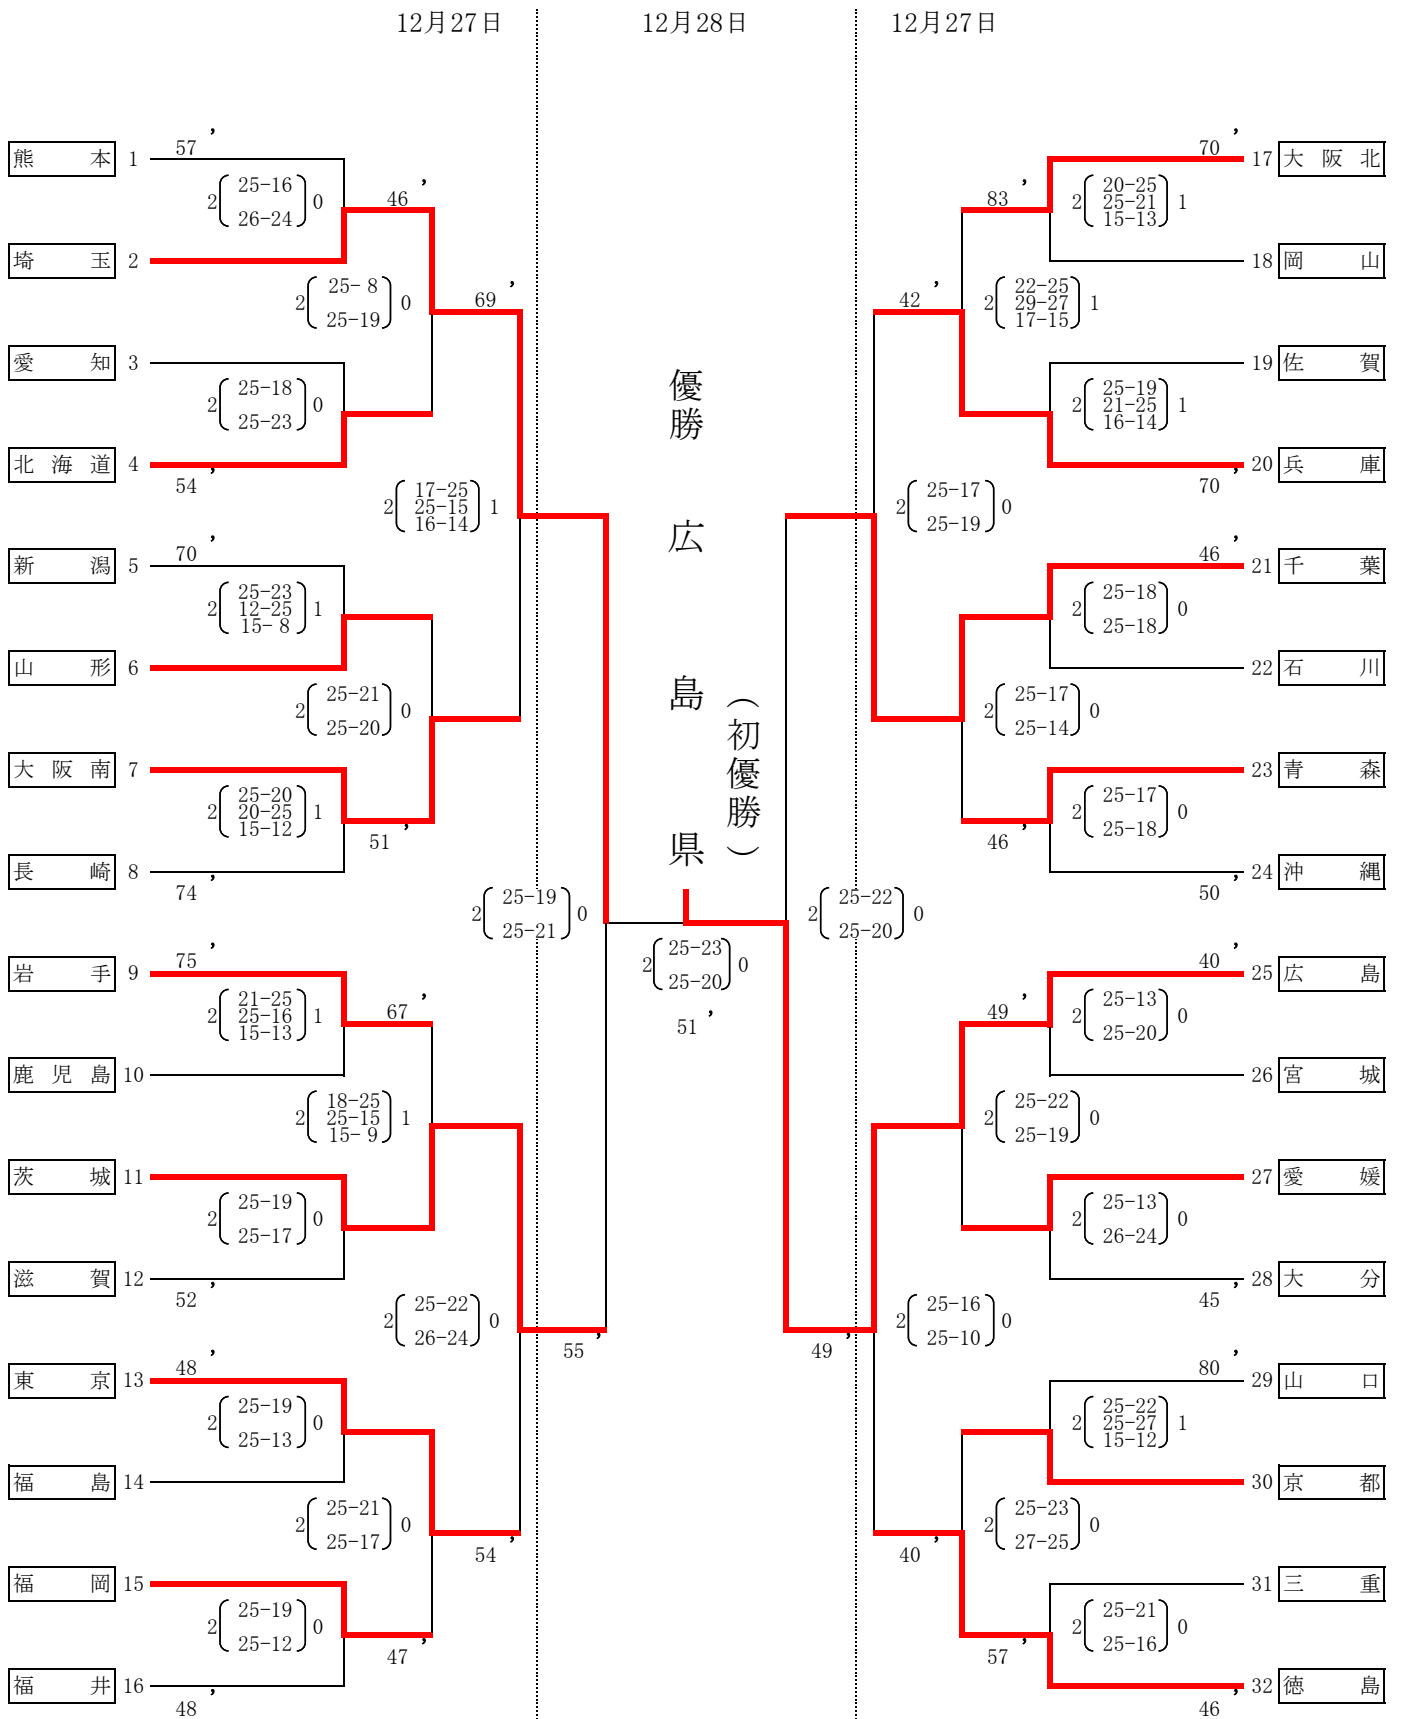 12月27日
12月28日
12月27日
熊本 1
57’
2 25-16 0
26-24
46’
埼玉 2
2 25- 8 0
25-19
69’
愛知 3
2 25-18 0
25-23
北海道 4
54’
2 17-25 1
25-15
16-14
新潟 5
70’
2 25-23 1
12-25
15- 8
山形 6
2 25-21 0
25-20
大阪南 7
2 25-20 1
20-25
15-12
51’
長崎 8
74’
2 25-19 0
25-21
岩手 9
75’
2 21-25 1
25-16
15-13
67’
鹿児島 10
2 18-25 1
25-15
15- 9
茨城 11
2 25-19 0
25-17
滋賀 12
52’
2 25-22 0
26-24
55’
東京 13
48’
2 25-19 0
25-13
福島 14
2 25-21 0
25-17
54’
福岡 15
2 25-19 0
25-12
47’
福井 16
48’
優勝 広島県
（初優勝）
2 25-23 0
25-20
51’
70’
17 大阪北
2 20-25 1
25-21
15-13
83’
18 岡山
2 22-25 1
29-27
17-15
42’
19 佐賀
2 25-19 1
21-25
16-14
20 兵庫
70’
2 25-17 0
25-19
46’
21 千葉
2 25-18 0
25-18
22 石川
2 25-17 0
25-14
23 青森
2 25-17 0
25-18
46’
24 沖縄
50’
2 25-22 0
25-20
40’
25 広島
2 25-13 0
25-20
49’
26 宮城
2 25-22 0
25-19
27 愛媛
2 25-13 0
26-24
28 大分
45’
2 25-16 0
25-10
49’
80’
29 山口
2 25-22 1
25-27
15-12
30 京都
2 25-23 0
27-25
40’
31 三重
2 25-21 0
25-16
57’
32 徳島
46’